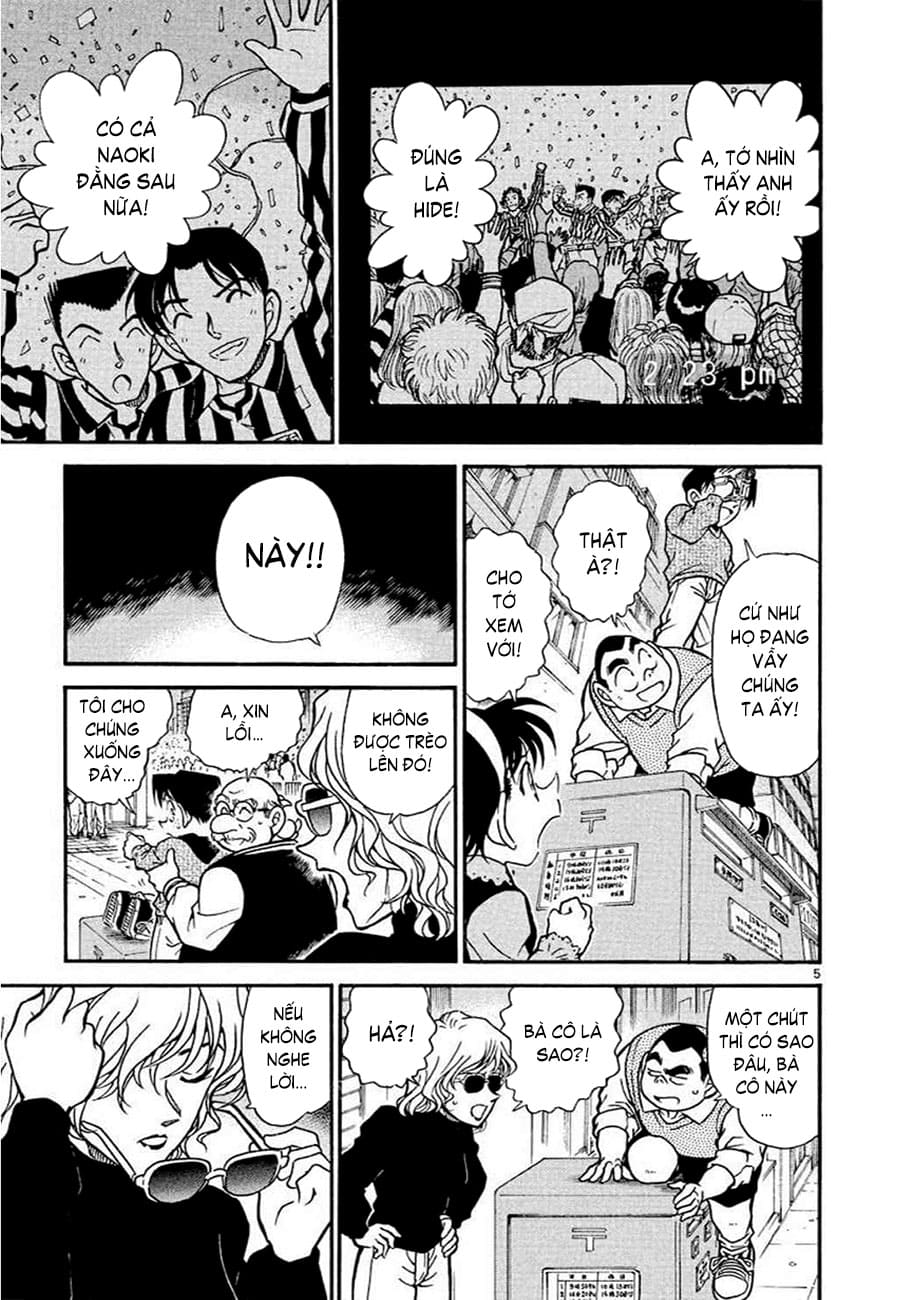 A, TỚ NHÌN
THẤY ANH
ẤY RỒI!
ĐÚNG
LÀ
HIDE!
2:23 pm
CÓ CẢ
NAOKI
ĐẰNG SAU
NỮA!
CỨ NHƯ
HỌ ĐANG
VẪY
CHÚNG
TA ẤY!
THẬT
À?!
CHO
TỚ
XEM
VỚI!
〒
NÀY!!
KHÔNG
ĐƯỢC TRÈO
LÊN ĐÓ!
A, XIN
LỖI...
TÔI CHO
CHÚNG
XUỐNG
ĐÂY...
5
MỘT CHÚT
THÌ CÓ SAO
ĐÂU, BÀ
CÔ NÀY
...
BÀ CÔ LÀ
SAO?!
HẢ?!
〒
NẾU
KHÔNG
NGHE
LỜI...